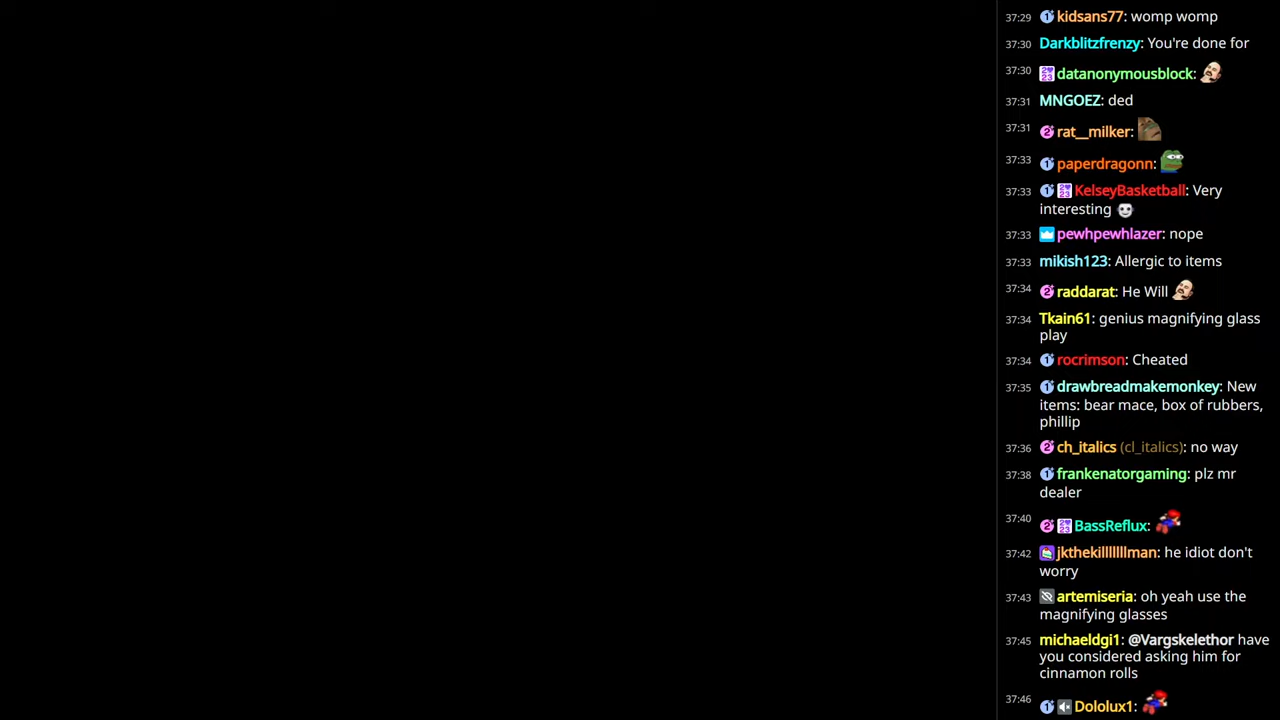 37:29 kidsans77: womp womp
37:30 Darkblitzfrenzy: You're done for
37:30 datanonymousblock:
37:31 MNGOEZ: ded
37:31 rat__milker:
37:33 paperdragonn:
37:33 KelseyBasketball: Very
interesting
37:33 pewhpewhlazer: nope
37:33 mikish123: Allergic to items
37:34 raddarat: He Will
37:34 Tkain61: genius magnifying glass
play
37:34 rocrimson: Cheated
37:35 drawbreadmakemonkey: New
items: bear mace, box of rubbers,
phillip
37:36 ch_italics (cl_italics): no way
37:38 frankenatorgaming: plz mr
dealer
37:40 BassReflux:
37:42 jkthekillllllman: he idiot don't
worry
37:43 artemiseria: oh yeah use the
magnifying glasses
37:45 michaeldgi1: @Vargskelethor have
you considered asking him for
cinnamon rolls
37:46 Dololux1: